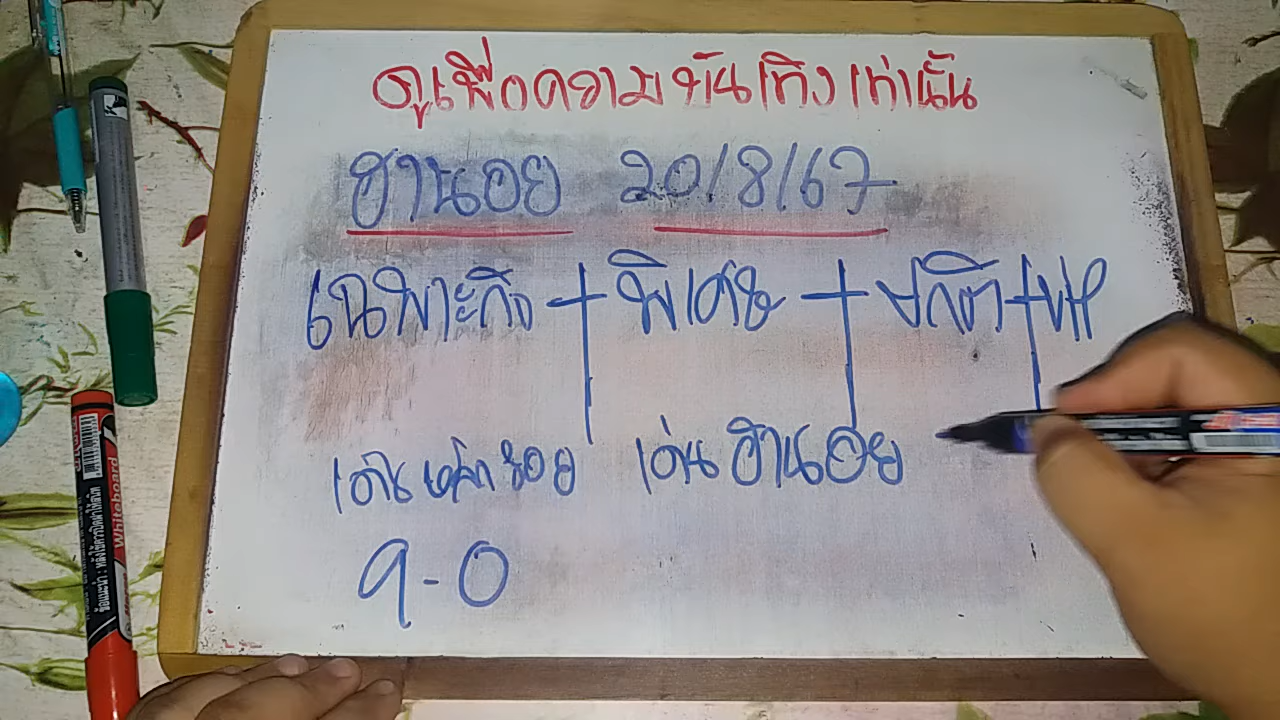 ดูเพื่อความบันเทิงเท่านั้น
ฮานอย 20/8/67
เฉพาะกิจ + พิเศษ + ปกติ + VIP
เด่นหลักร้อย เด่นฮานอย
9-0
Whiteboard